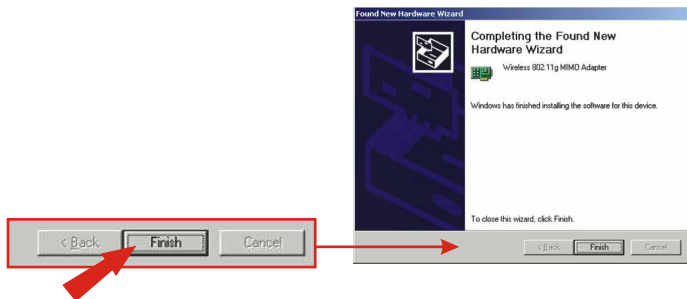 Found New Hardware Wizard
Completing the Found New
Hardware Wizard
Wireless 802.11g MIMO Adapter
Windows has finished installing the software for this device.
To close this wizard, click Finish.
< Back Finish Cancel
< Back Finish Cancel